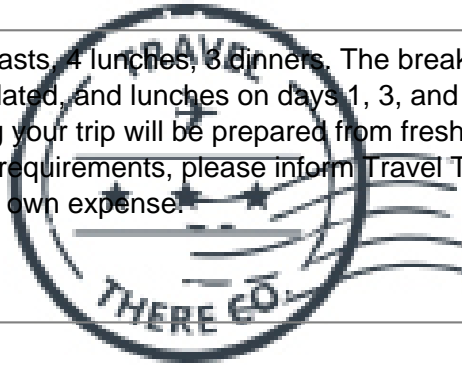 asts, 4 lunches, 3 dinners. The break
lated, and lunches on days 1, 3, and
g your trip will be prepared from fresh
requirements, please inform Travel T
own expense.
TRAVEL
THERE CO.